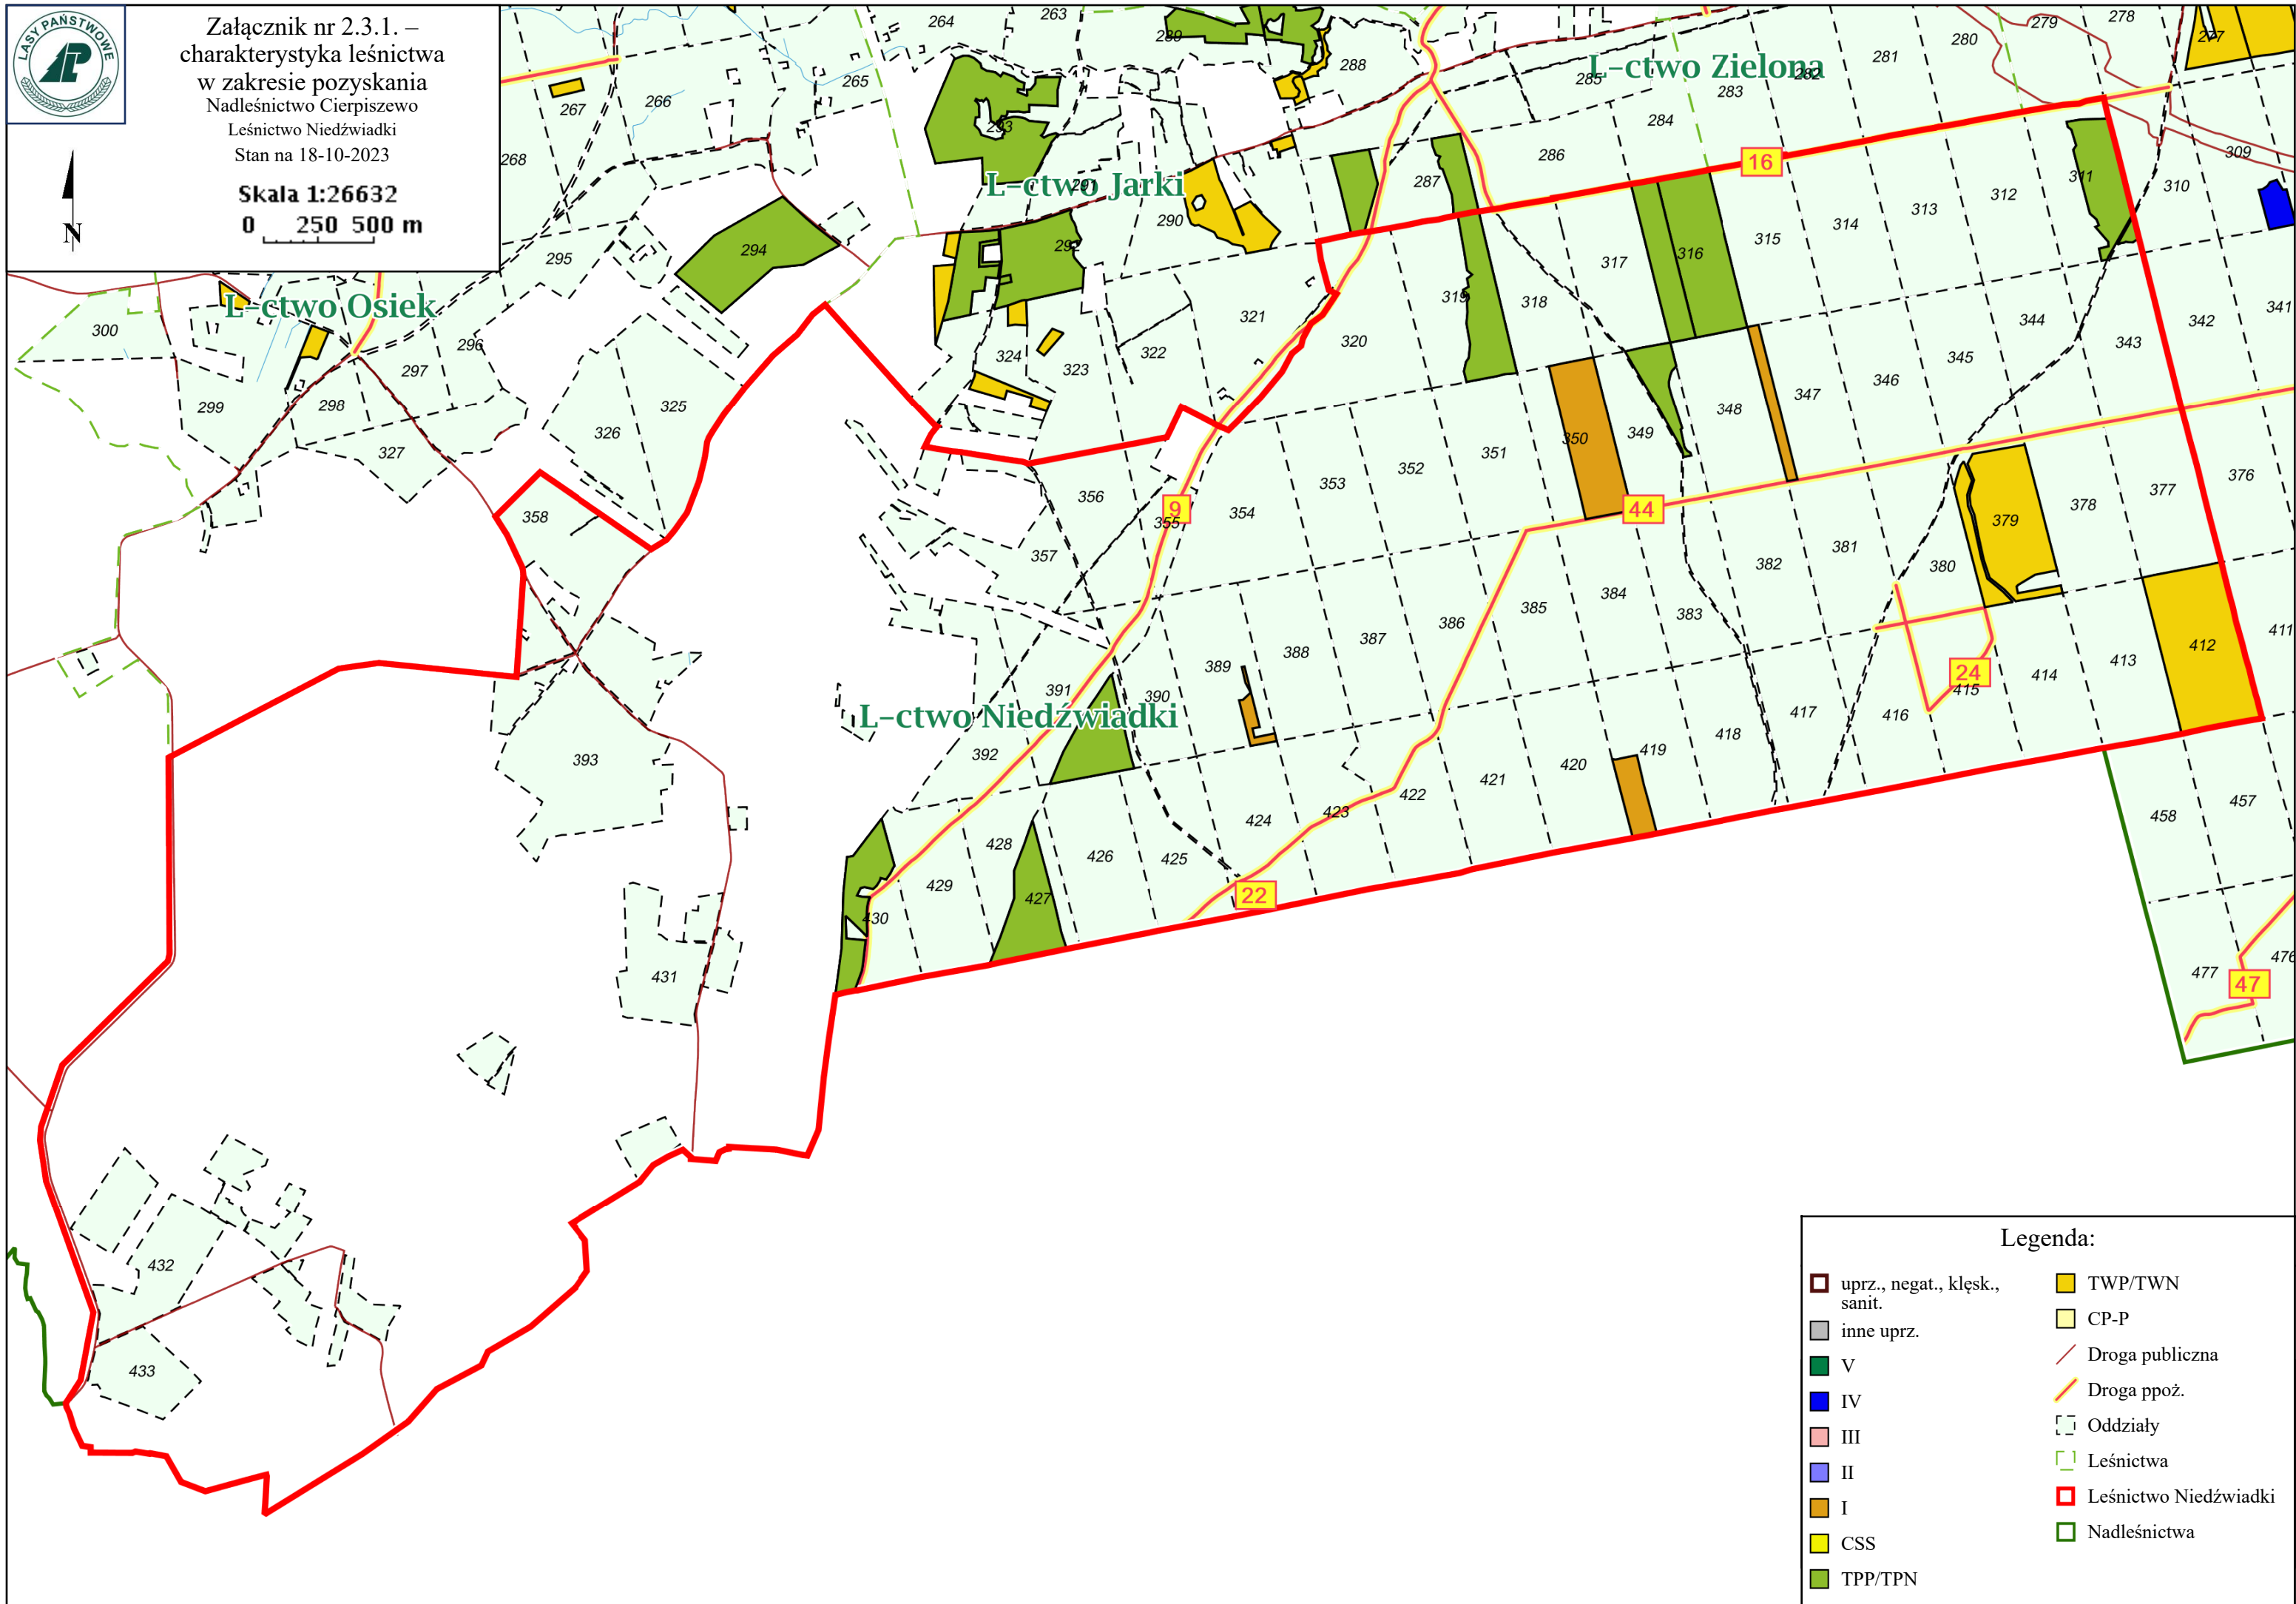 LASY PAŃSTWOWE
Załącznik nr 2.3.1. –
charakterystyka leśnictwa
w zakresie pozyskania
Nadleśnictwo Cierpiszewo
Leśnictwo Niedźwiadki
Stan na 18-10-2023
Skala 1:26632
0 250 500 m
N
264 263 289 288 285 282 281 280 279 278 277
L-ctwo Zielona
265 266 267 268 293 283 284 286 287 16 309
L-ctwo Jarki
291 290 292 294 295 317 316 315 314 313 312 311 310
L-ctwo Osiek
300 299 298 297 296 327 326 325 324 323 322 321 320 319 318
344 343 342 341 345 346 347 348 349 350 351 352 353 354
358 357 356 355 9 44 376 377 378 379 380 381 382 383 384 385 386 387 388 389 390 391
L-ctwo Niedźwiadki
392 393 24 411 412 413 414 415 416 417 418 419 420 421 422 423 424 425 426 427 428 429 430
22 431 458 457 477 476 47
432
433
Legenda:
uprz., negat., klęsk.,
sanit.
inne uprz.
V
IV
III
II
I
CSS
TPP/TPN
TWP/TWN
CP-P
Droga publiczna
Droga ppoż.
Oddziały
Leśnictwa
Leśnictwo Niedźwiadki
Nadleśnictwa